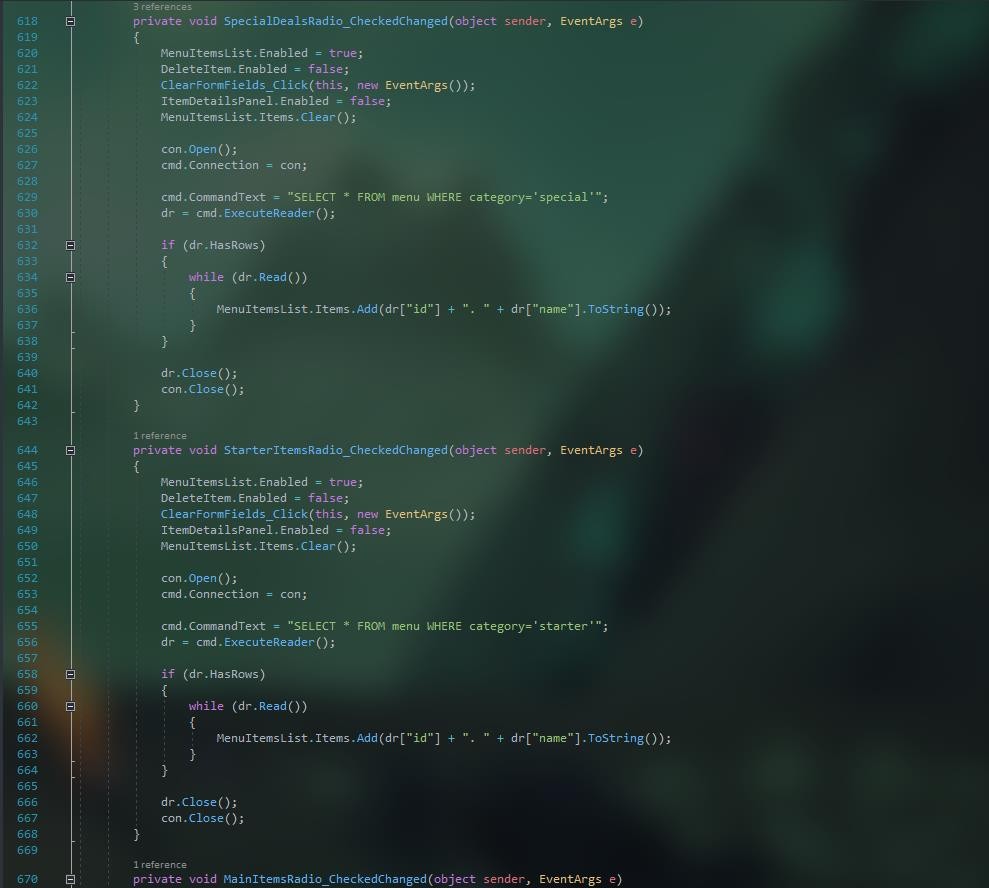 3 references
618 private void SpecialDealsRadio_CheckedChanged(object sender, EventArgs e)
619 {
620 MenuItemsList.Enabled = true;
621 DeleteItem.Enabled = false;
622 ClearFormFields_Click(this, new EventArgs());
623 ItemDetailsPanel.Enabled = false;
624 MenuItemsList.Items.Clear();
625
626 con.Open();
627 cmd.Connection = con;
628
629 cmd.CommandText = "SELECT * FROM menu WHERE category='special'";
630 dr = cmd.ExecuteReader();
631
632 if (dr.HasRows)
633 {
634 while (dr.Read())
635 {
636 MenuItemsList.Items.Add(dr["id"] + ". " + dr["name"].ToString());
637 }
638 }
639
640 dr.Close();
641 con.Close();
642 }
643
1 reference
644 private void StarterItemsRadio_CheckedChanged(object sender, EventArgs e)
645 {
646 MenuItemsList.Enabled = true;
647 DeleteItem.Enabled = false;
648 ClearFormFields_Click(this, new EventArgs());
649 ItemDetailsPanel.Enabled = false;
650 MenuItemsList.Items.Clear();
651
652 con.Open();
653 cmd.Connection = con;
654
655 cmd.CommandText = "SELECT * FROM menu WHERE category='starter'";
656 dr = cmd.ExecuteReader();
657
658 if (dr.HasRows)
659 {
660 while (dr.Read())
661 {
662 MenuItemsList.Items.Add(dr["id"] + ". " + dr["name"].ToString());
663 }
664 }
665
666 dr.Close();
667 con.Close();
668 }
669
1 reference
670 private void MainItemsRadio_CheckedChanged(object sender, EventArgs e)